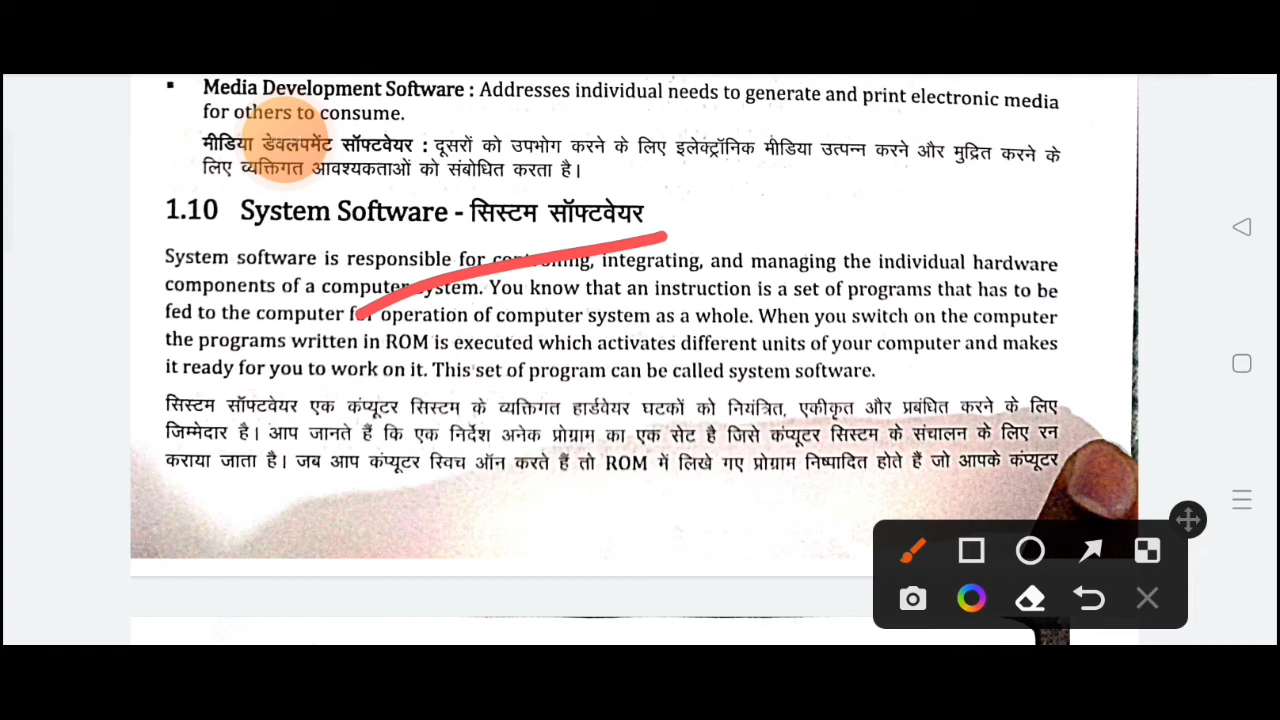 ▪ Media Development Software : Addresses individual needs to generate and print electronic media
for others to consume.
मीडिया डेवलपमेंट सॉफ्टवेयर : दूसरों को उपभोग करने के लिए इलेक्ट्रॉनिक मीडिया उत्पन्न करने और मुद्रित करने के
लिए व्यक्तिगत आवश्यकताओं को संबोधित करता है।
1.10 System Software - सिस्टम सॉफ्टवेयर
System software is responsible for controlling, integrating, and managing the individual hardware
components of a computer system. You know that an instruction is a set of programs that has to be
fed to the computer for operation of computer system as a whole. When you switch on the computer
the programs written in ROM is executed which activates different units of your computer and makes
it ready for you to work on it. This set of program can be called system software.
सिस्टम सॉफ्टवेयर एक कंप्यूटर सिस्टम के व्यक्तिगत हार्डवेयर घटकों को नियंत्रित, एकीकृत और प्रबंधित करने के लिए
जिम्मेदार है। आप जानते हैं कि एक निर्देश अनेक प्रोग्राम का एक सेट है जिसे कंप्यूटर सिस्टम के संचालन के लिए रन
कराया जाता है। जब आप कंप्यूटर स्विच ऑन करते हैं तो ROM में लिखे गए प्रोग्राम निष्पादित होते हैं जो आपके कंप्यूटर